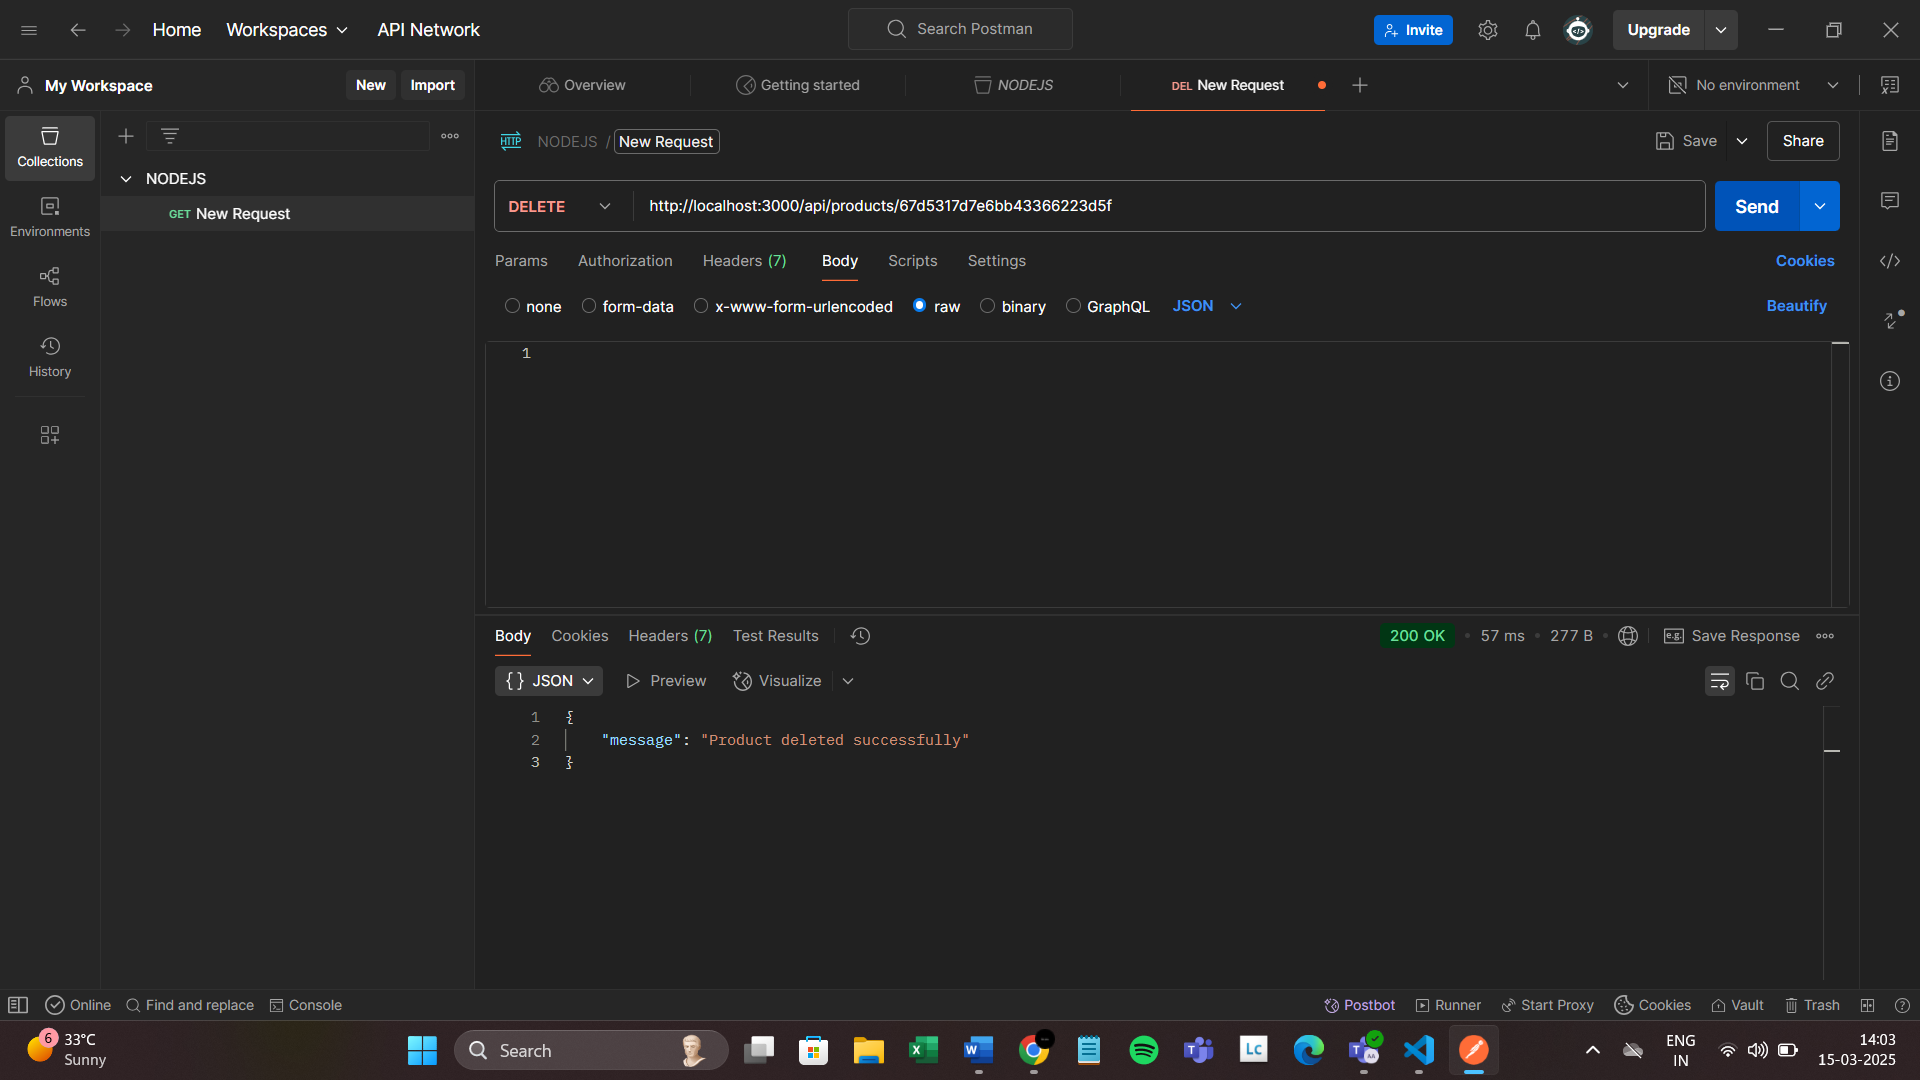 Home Workspaces API Network Search Postman Invite Upgrade
My Workspace New Import Overview Getting started NODEJS DEL New Request No environment
Collections
Environments
Flows
History
NODEJS
GET New Request
HTTP NODEJS / New Request Save Share
DELETE http://localhost:3000/api/products/67d5317d7e6bb43366223d5f Send
Params Authorization Headers (7) Body Scripts Settings Cookies
none form-data x-www-form-urlencoded raw binary GraphQL JSON Beautify
1
Body Cookies Headers (7) Test Results 200 OK 57 ms 277 B e.g. Save Response
{} JSON Preview Visualize
1 {
2 "message": "Product deleted successfully"
3 }
Online Find and replace Console Postbot Runner Start Proxy Cookies Vault Trash
6 33°C
Sunny
Search
LC
ENG
IN
14:03
15-03-2025